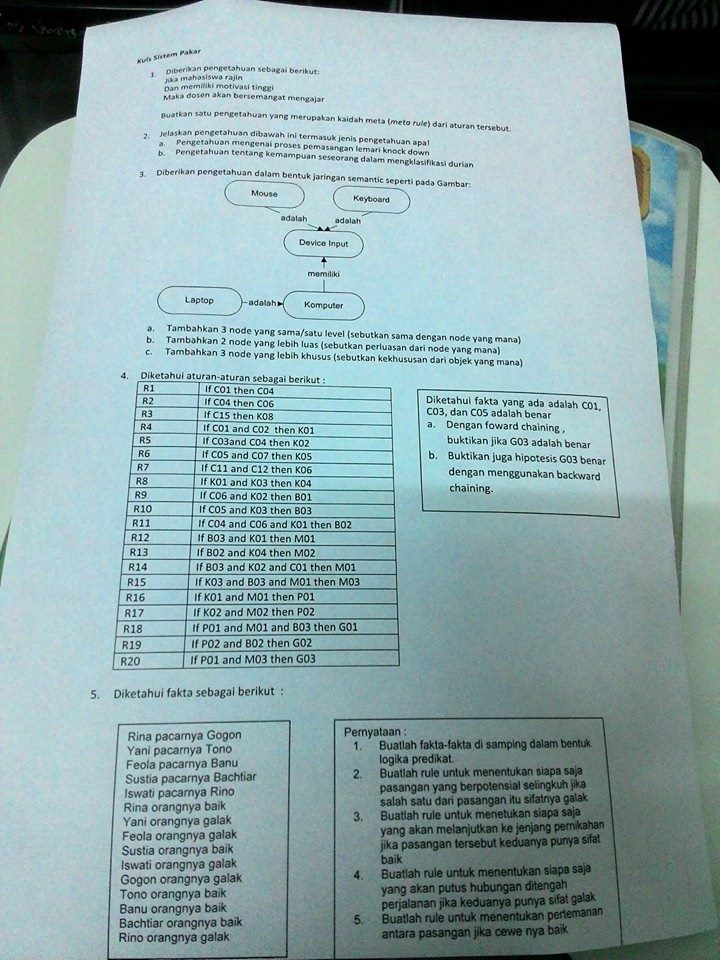 Kuis Sistem Pakar
1. Diberikan pengetahuan sebagai berikut:
Jika mahasiswa rajin
Dan memiliki motivasi tinggi
Maka dosen akan bersemangat mengajar
Buatkan satu pengetahuan yang merupakan kaidah meta (meta rule) dari aturan tersebut.
2. Jelaskan pengetahuan dibawah ini termasuk jenis pengetahuan apa!
a. Pengetahuan mengenai proses pemasangan lemari knock down
b. Pengetahuan tentang kemampuan seseorang dalam mengklasifikasi durian
3. Diberikan pengetahuan dalam bentuk jaringan semantic seperti pada Gambar:
Mouse
Keyboard
adalah
adalah
Device Input
memiliki
Laptop
adalah
Komputer
a. Tambahkan 3 node yang sama/satu level (sebutkan sama dengan node yang mana)
b. Tambahkan 2 node yang lebih luas (sebutkan perluasan dari node yang mana)
c. Tambahkan 3 node yang lebih khusus (sebutkan kekhususan dari objek yang mana)
4. Diketahui aturan-aturan sebagai berikut :
R1 If C01 then C04
R2 If C04 then C06
R3 If C15 then K08
R4 If C01 and C02 then K01
R5 If C03and C04 then K02
R6 If C05 and C07 then K05
R7 If C11 and C12 then K06
R8 If K01 and K03 then K04
R9 If C06 and K02 then B01
R10 If C05 and K03 then B03
R11 If C04 and C06 and K01 then B02
R12 If B03 and K01 then M01
R13 If B02 and K04 then M02
R14 If B03 and K02 and C01 then M01
R15 If K03 and B03 and M01 then M03
R16 If K01 and M01 then P01
R17 If K02 and M02 then P02
R18 If P01 and M01 and B03 then G01
R19 If P02 and B02 then G02
R20 If P01 and M03 then G03
Diketahui fakta yang ada adalah C01,
C03, dan C05 adalah benar
a. Dengan foward chaining ,
buktikan jika G03 adalah benar
b. Buktikan juga hipotesis G03 benar
dengan menggunakan backward
chaining.
5. Diketahui fakta sebagai berikut :
Rina pacarnya Gogon
Yani pacarnya Tono
Feola pacarnya Banu
Sustia pacarnya Bachtiar
Iswati pacarnya Rino
Rina orangnya baik
Yani orangnya galak
Feola orangnya galak
Sustia orangnya baik
Iswati orangnya galak
Gogon orangnya galak
Tono orangnya baik
Banu orangnya baik
Bachtiar orangnya baik
Rino orangnya galak
Pernyataan :
1. Buatlah fakta-fakta di samping dalam bentuk
logika predikat.
2. Buatlah rule untuk menentukan siapa saja
pasangan yang berpotensial selingkuh jika
salah satu dari pasangan itu sifatnya galak
3. Buatlah rule untuk menetukan siapa saja
yang akan melanjutkan ke jenjang pernikahan
jika pasangan tersebut keduanya punya sifat
baik
4. Buatlah rule untuk menentukan siapa saja
yang akan putus hubungan ditengah
perjalanan jika keduanya punya sifat galak
5. Buatlah rule untuk menentukan pertemanan
antara pasangan jika cewe nya baik